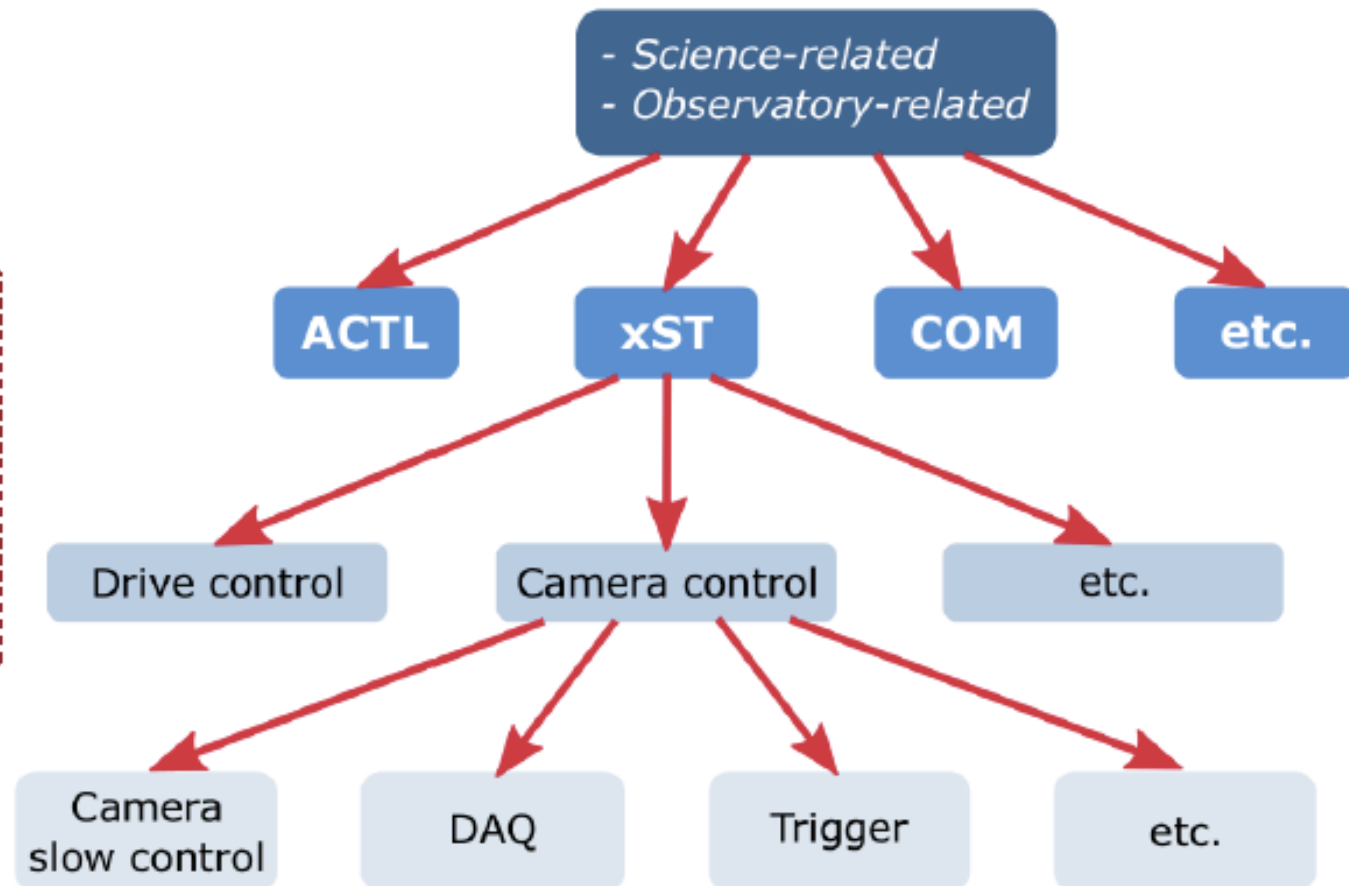 - Science-related
- Observatory-related
ACTL
xST
COM
etc.
Drive control
Camera control
etc.
Camera
slow control
DAQ
Trigger
etc.